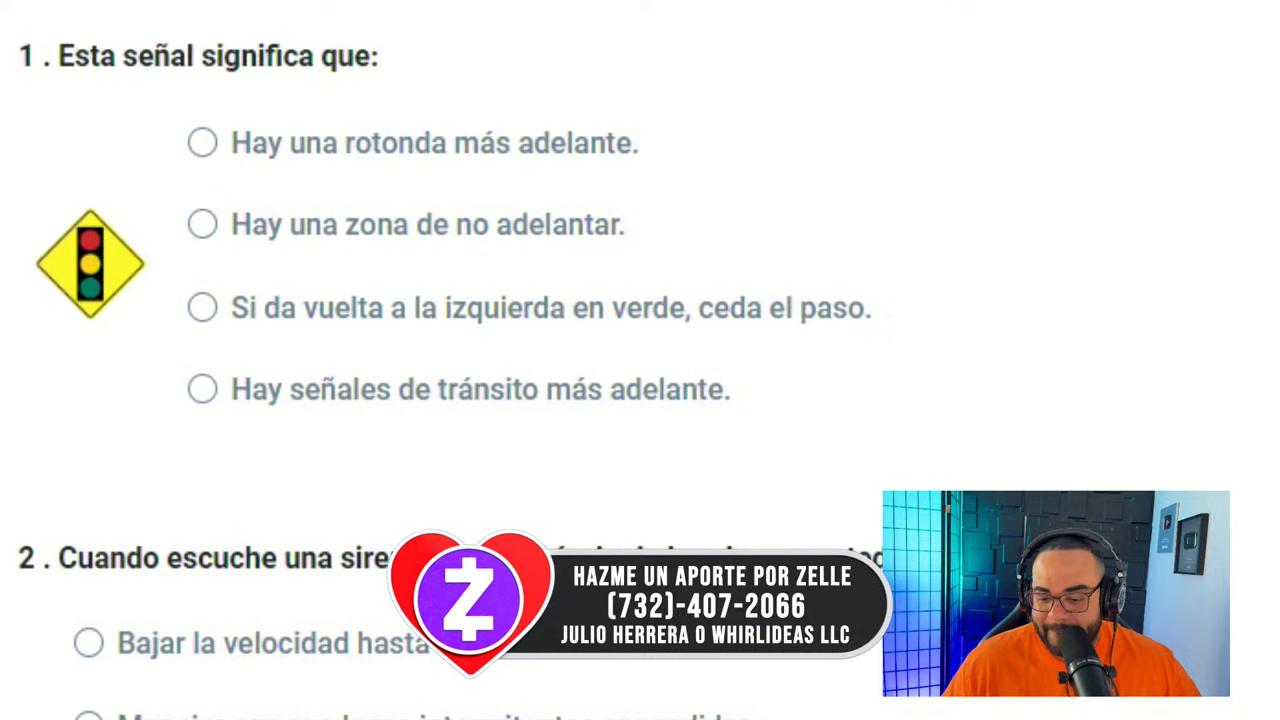 1 . Esta señal significa que:
Hay una rotonda más adelante.
Hay una zona de no adelantar.
Si da vuelta a la izquierda en verde, ceda el paso.
Hay señales de tránsito más adelante.
2 . Cuando escuche una
HAZME UN APORTE POR ZELLE
(732)-407-2066
JULIO HERRERA O WHIRLIDEAS LLC
Bajar la velocidad hasta